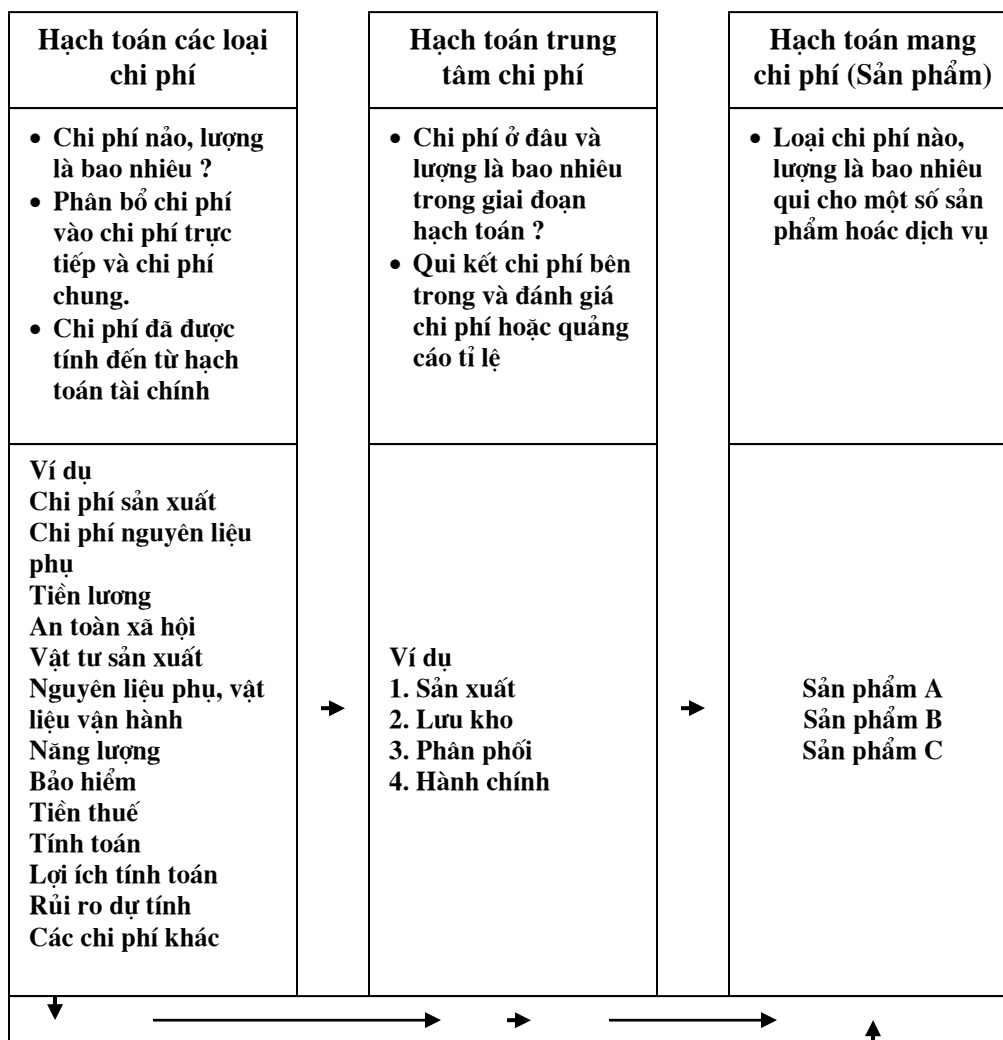 Hạch toán các loại
chi phí
• Chi phí nảo, lượng
là bao nhiêu ?
• Phân bổ chi phí
vào chi phí trực
tiếp và chi phí
chung.
• Chi phí đã được
tính đến từ hạch
toán tài chính
Ví dụ
Chi phí sản xuất
Chi phí nguyên liệu
phụ
Tiền lương
An toàn xã hội
Vật tư sản xuất
Nguyên liệu phụ, vật
liệu vận hành
Năng lượng
Bảo hiểm
Tiền thuế
Tính toán
Lợi ích tính toán
Rủi ro dự tính
Các chi phí khác
Hạch toán trung
tâm chi phí
• Chi phí ở đâu và
lượng là bao nhiêu
trong giai đoạn
hạch toán ?
• Qui kết chi phí bên
trong và đánh giá
chi phí hoặc quảng
cáo tỉ lệ
Ví dụ
1. Sản xuất
2. Lưu kho
3. Phân phối
4. Hành chính
Hạch toán mang
chi phí (Sản phẩm)
• Loại chi phí nào,
lượng là bao nhiêu
qui cho một số sản
phẩm hoác dịch vụ
Sản phẩm A
Sản phẩm B
Sản phẩm C